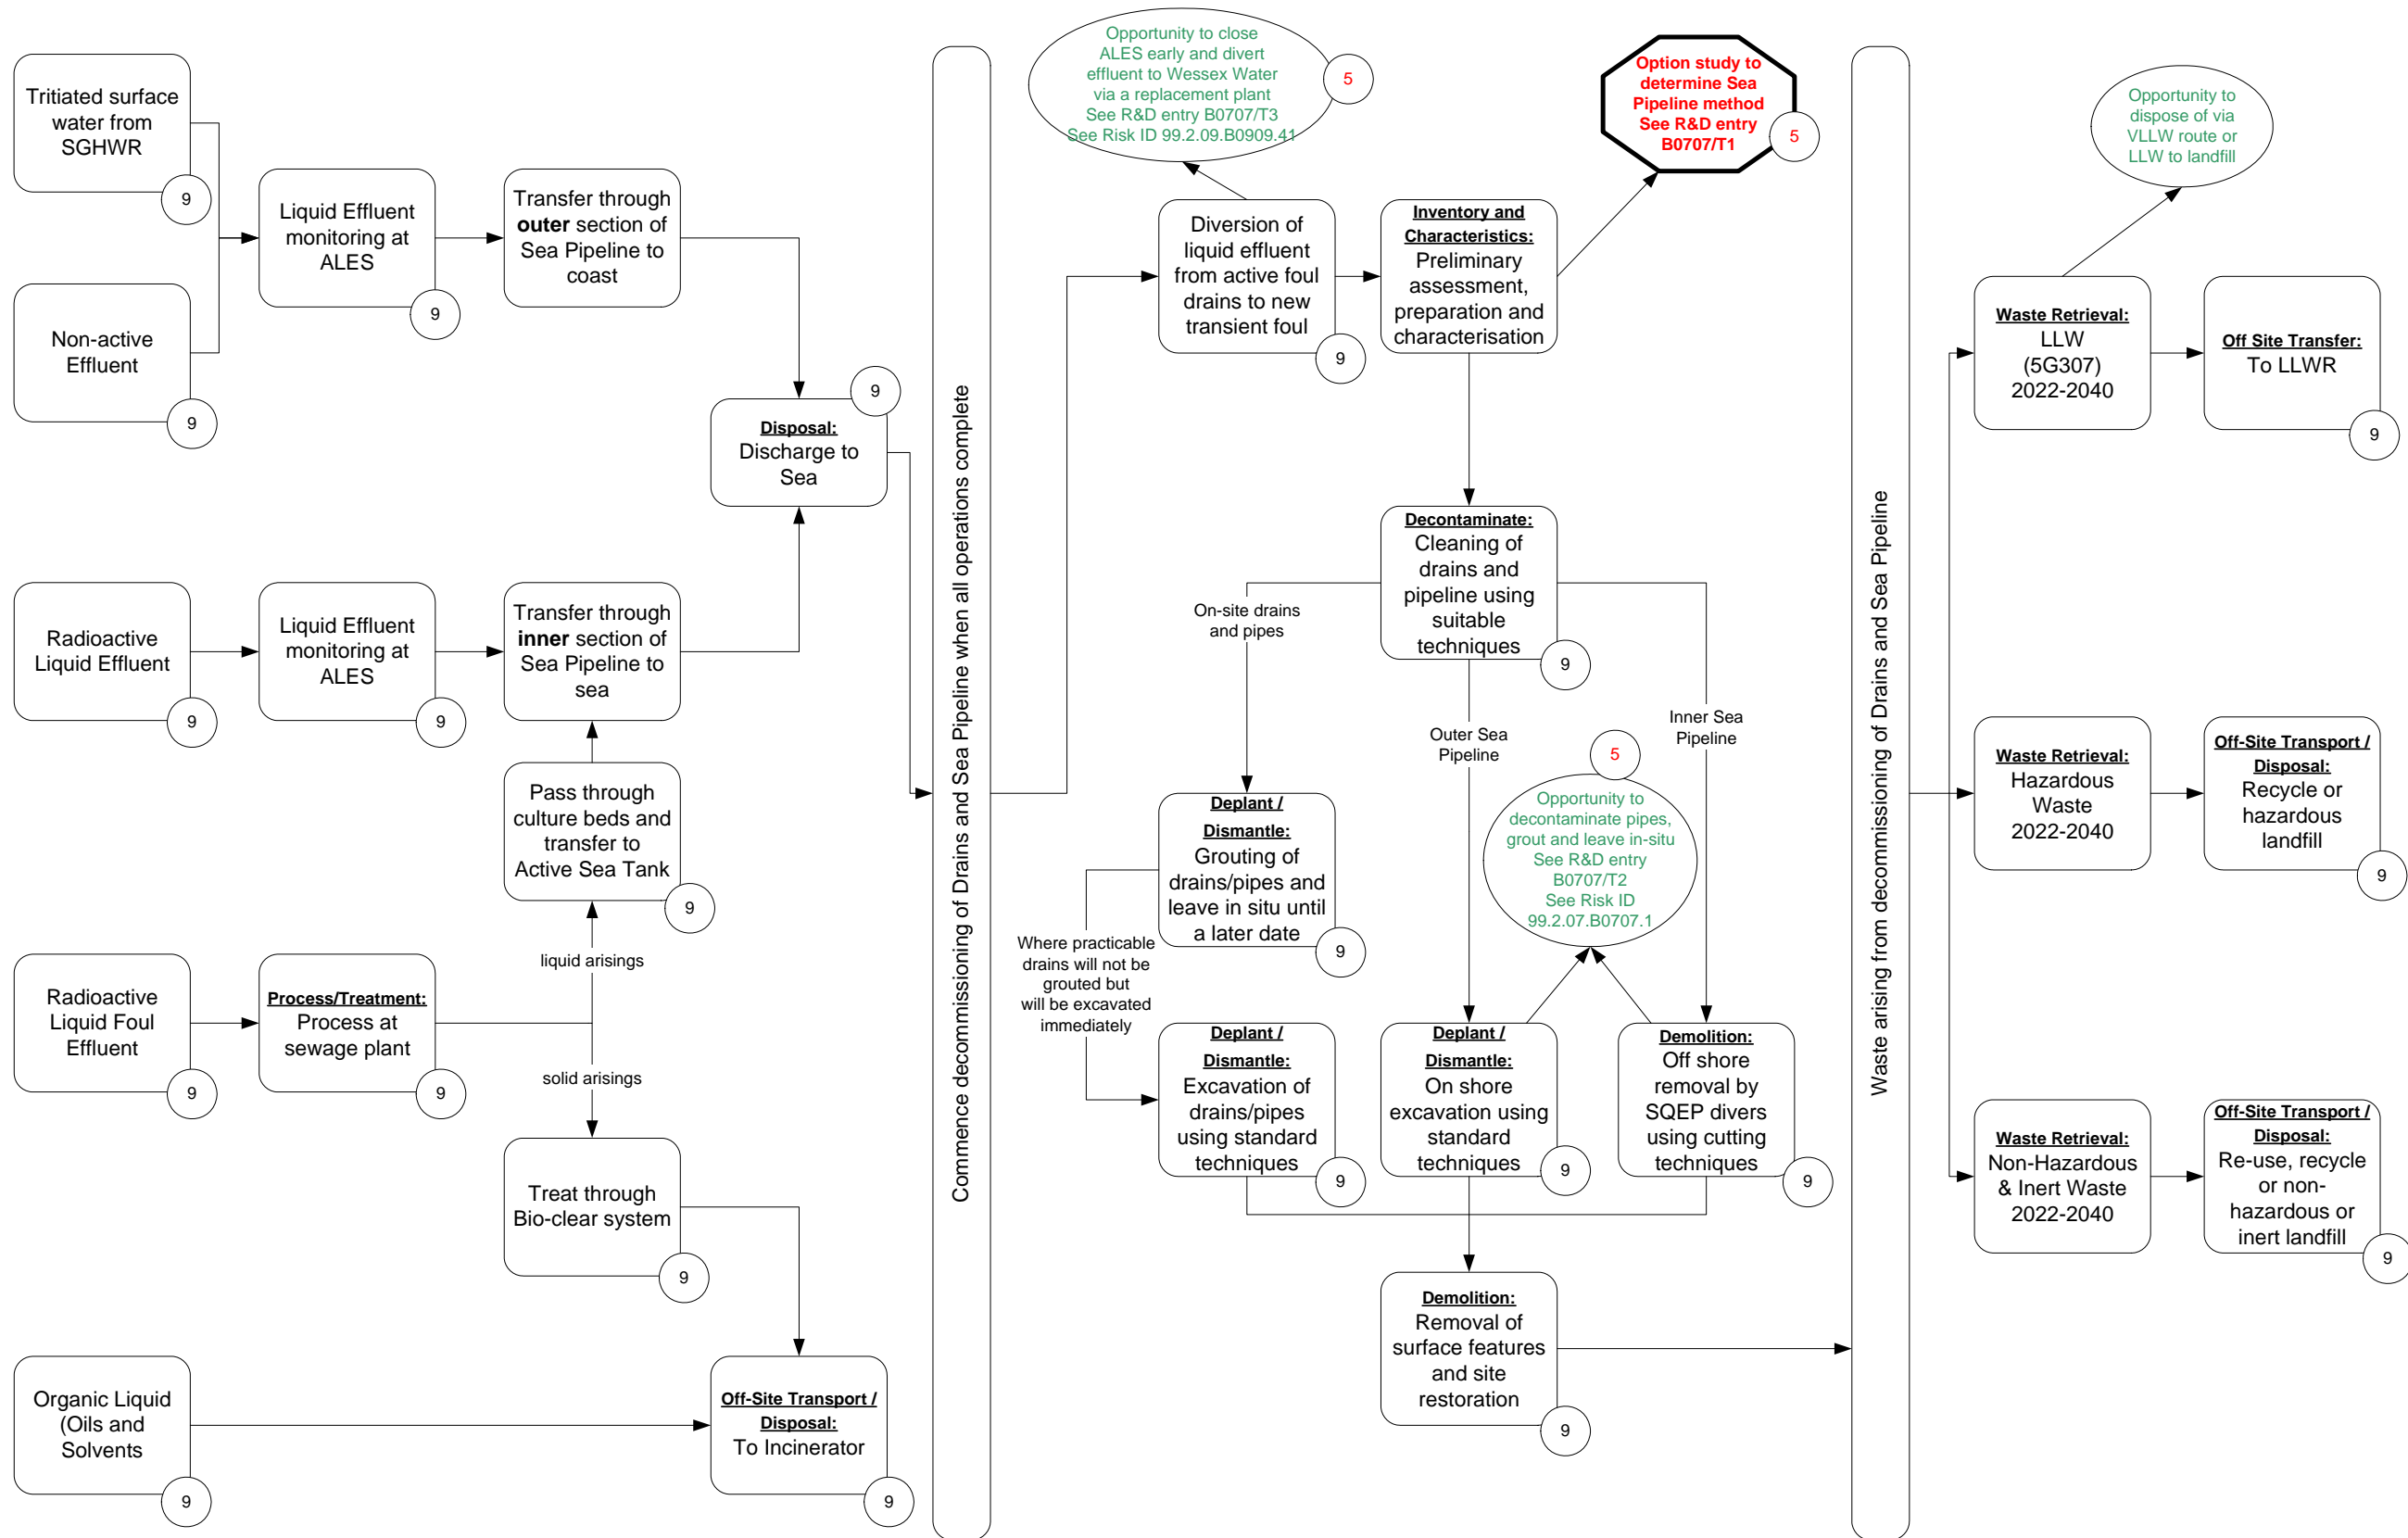 Tritiated surface
water from
SGHWR
9
Non-active
Effluent
9
Liquid Effluent
monitoring at
ALES
9
Transfer through
outer section of
Sea Pipeline to
coast
9
Disposal:
Discharge to
Sea
Radioactive
Liquid Effluent
9
Liquid Effluent
monitoring at
ALES
9
Transfer through
inner section of
Sea Pipeline to
sea
Pass through
culture beds and
transfer to
Active Sea Tank
9
liquid arisings
Radioactive
Liquid Foul
Effluent
9
Process/Treatment:
Process at
sewage plant
9
solid arisings
Treat through
Bio-clear system
9
Organic Liquid
(Oils and
Solvents
9
Off-Site Transport /
Disposal:
To Incinerator
9
Commence decommissioning of Drains and Sea Pipeline when all operations complete
Opportunity to close
ALES early and divert
effluent to Wessex Water
via a replacement plant
See R&D entry B0707/T3
See Risk ID 99.2.09.B0909.41
5
Option study to
determine Sea
Pipeline method
See R&D entry
B0707/T1
5
Diversion of
liquid effluent
from active foul
drains to new
transient foul
9
Inventory and
Characteristics:
Preliminary
assessment,
preparation and
characterisation
Decontaminate:
Cleaning of
drains and
pipeline using
suitable
techniques
9
On-site drains
and pipes
Outer Sea
Pipeline
Inner Sea
Pipeline
5
Opportunity to
decontaminate pipes,
grout and leave in-situ
See R&D entry
B0707/T2
See Risk ID
99.2.07.B0707.1
Deplant /
Dismantle:
Grouting of
drains/pipes and
leave in situ until
a later date
9
Where practicable
drains will not be
grouted but
will be excavated
immediately
Deplant /
Dismantle:
Excavation of
drains/pipes
using standard
techniques
9
Deplant /
Dismantle:
On shore
excavation using
standard
techniques
9
Demolition:
Off shore
removal by
SQEP divers
using cutting
techniques
9
Demolition:
Removal of
surface features
and site
restoration
9
Waste arising from decommissioning of Drains and Sea Pipeline
Opportunity to
dispose of via
VLLW route or
LLW to landfill
Waste Retrieval:
LLW
(5G307)
2022-2040
Off Site Transfer:
To LLWR
9
Waste Retrieval:
Hazardous
Waste
2022-2040
Off-Site Transport /
Disposal:
Recycle or
hazardous
landfill
9
Waste Retrieval:
Non-Hazardous
& Inert Waste
2022-2040
Off-Site Transport /
Disposal:
Re-use, recycle
or non-
hazardous or
inert landfill
9